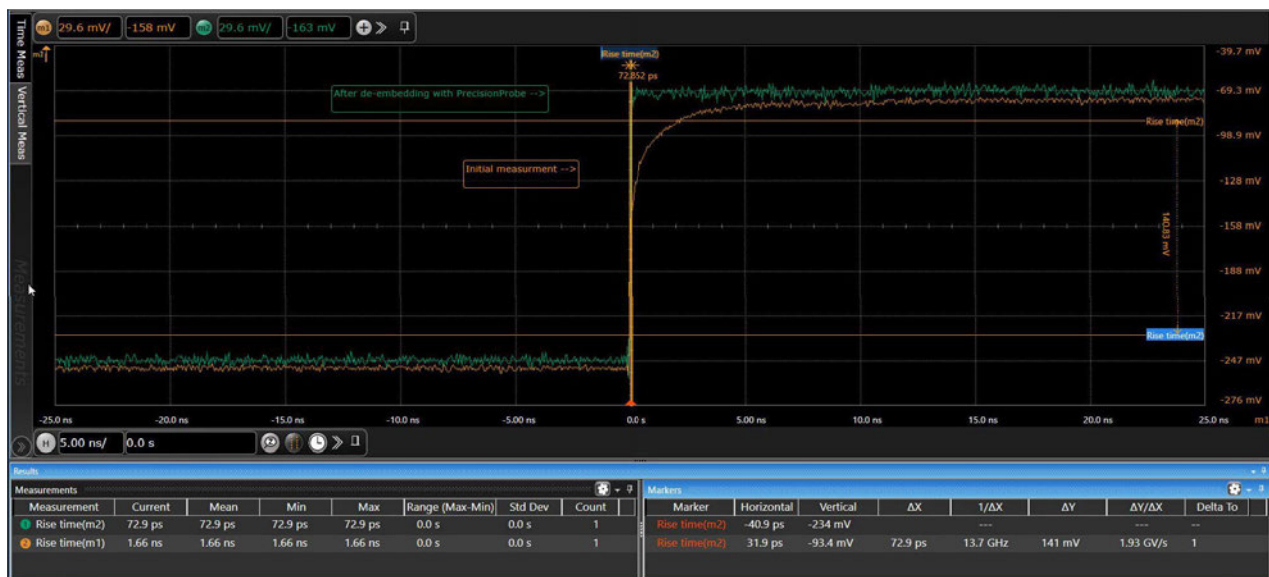 Time Meas
Vertical Meas
Measurements
m1 29.6 mV/ -158 mV m2 29.6 mV/ -163 mV
m1
Rise time(m2)
72.852 ps
After de-embedding with PrecisionProbe -->
Initial measurment -->
Rise time(m2)
140.63 mV
Rise time(m2)
-39.7 mV
-69.3 mV
-98.9 mV
-128 mV
-158 mV
-188 mV
-217 mV
-247 mV
-276 mV
-25.0 ns -20.0 ns -15.0 ns -10.0 ns -5.00 ns 0.0 s 5.00 ns 10.0 ns 15.0 ns 20.0 ns 25.0 ns m1
H 5.00 ns/ 0.0 s
Results
Measurements
Measurement Current Mean Min Max Range (Max-Min) Std Dev Count
1 Rise time(m2) 72.9 ps 72.9 ps 72.9 ps 72.9 ps 0.0 s 0.0 s 1
2 Rise time(m1) 1.66 ns 1.66 ns 1.66 ns 1.66 ns 0.0 s 0.0 s 1
Markers
Marker Horizontal Vertical ΔX 1/ΔX ΔY ΔY/ΔX Delta To
Rise time(m2) -40.9 ps -234 mV --- --- --
Rise time(m2) 31.9 ps -93.4 mV 72.9 ps 13.7 GHz 141 mV 1.93 GV/s 1